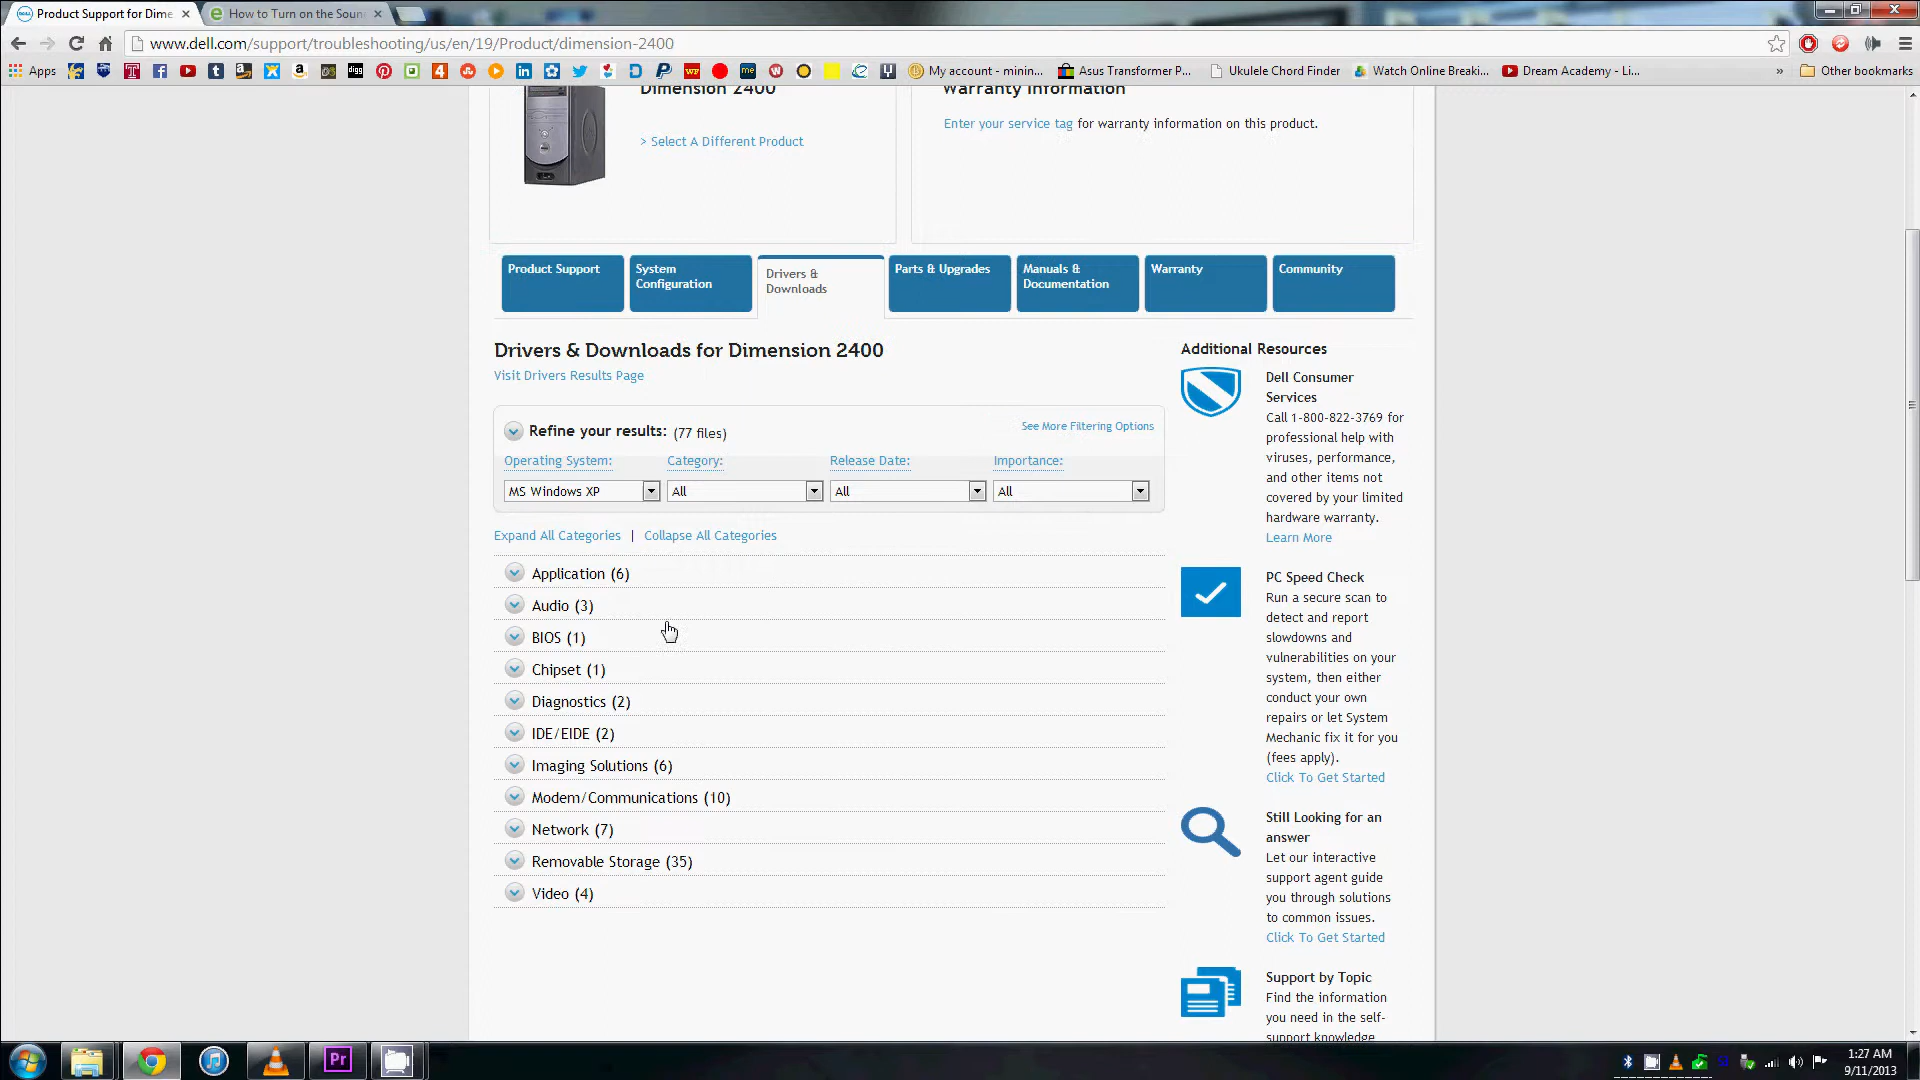 Product Support for Dime
How to Turn on the Soun
www.dell.com/support/troubleshooting/us/en/19/Product/dimension-2400
Apps
My account - minin...
Asus Transformer P...
Ukulele Chord Finder
Watch Online Breaki...
Dream Academy - Li...
»
Other bookmarks
Dimension 2400
> Select A Different Product
Warranty Information
Enter your service tag for warranty information on this product.
Product Support
System
Configuration
Drivers &
Downloads
Parts & Upgrades
Manuals &
Documentation
Warranty
Community
Drivers & Downloads for Dimension 2400
Visit Drivers Results Page
Refine your results: (77 files)
See More Filtering Options
Operating System:
Category:
Release Date:
Importance:
MS Windows XP
All
All
All
Expand All Categories | Collapse All Categories
Application (6)
Audio (3)
BIOS (1)
Chipset (1)
Diagnostics (2)
IDE/EIDE (2)
Imaging Solutions (6)
Modem/Communications (10)
Network (7)
Removable Storage (35)
Video (4)
Additional Resources
Dell Consumer
Services
Call 1-800-822-3769 for
professional help with
viruses, performance,
and other items not
covered by your limited
hardware warranty.
Learn More
PC Speed Check
Run a secure scan to
detect and report
slowdowns and
vulnerabilities on your
system, then either
conduct your own
repairs or let System
Mechanic fix it for you
(fees apply).
Click To Get Started
Still Looking for an
answer
Let our interactive
support agent guide
you through solutions
to common issues.
Click To Get Started
Support by Topic
Find the information
you need in the self-
support knowledge
Pr
1:27 AM
9/11/2013